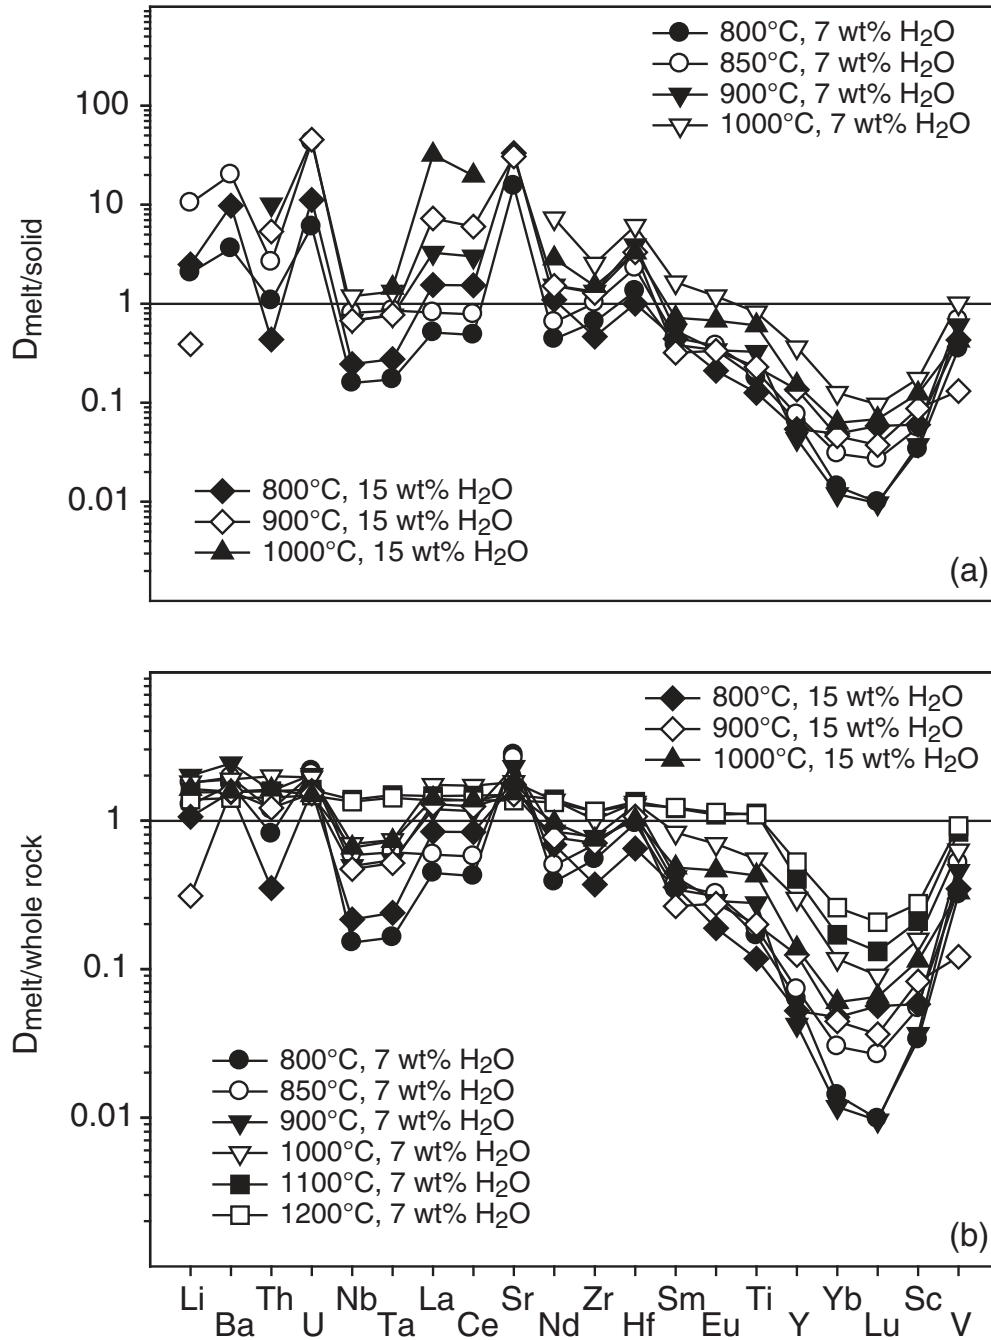 800°C, 7 wt% H2O
850°C, 7 wt% H2O
900°C, 7 wt% H2O
1000°C, 7 wt% H2O
100
10
1
0.1
0.01
Dmelt/solid
800°C, 15 wt% H2O
900°C, 15 wt% H2O
1000°C, 15 wt% H2O
(a)
800°C, 15 wt% H2O
900°C, 15 wt% H2O
1000°C, 15 wt% H2O
1
0.1
0.01
Dmelt/whole rock
800°C, 7 wt% H2O
850°C, 7 wt% H2O
900°C, 7 wt% H2O
1000°C, 7 wt% H2O
1100°C, 7 wt% H2O
1200°C, 7 wt% H2O
(b)
Li Th Nb La Sr Zr Sm Ti Yb Sc
Ba U Ta Ce Nd Hf Eu Y Lu V